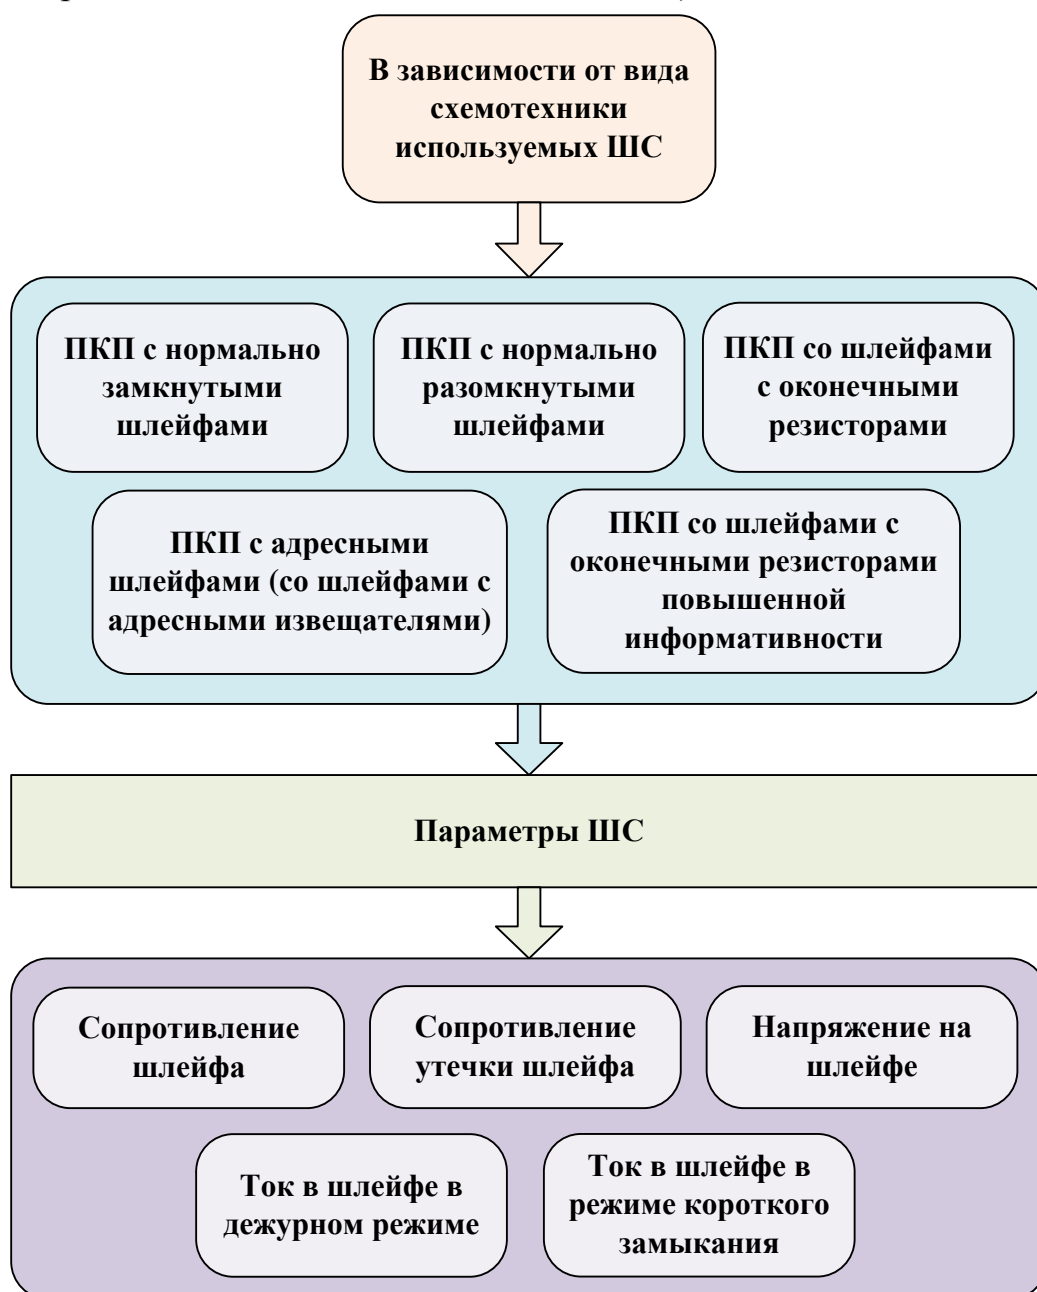 В зависимости от вида
схемотехники
используемых ШС
ПКП с нормально
замкнутыми
шлейфами
ПКП с нормально
разомкнутыми
шлейфами
ПКП со шлейфами
с оконечными
резисторами
ПКП с адресными
шлейфами (со шлейфами с
адресными извещателями)
ПКП со шлейфами с
оконечными резисторами
повышенной
информативности
Параметры ШС
Сопротивление
шлейфа
Сопротивление
утечки шлейфа
Напряжение на
шлейфе
Ток в шлейфе в
дежурном режиме
Ток в шлейфе в
режиме короткого
замыкания